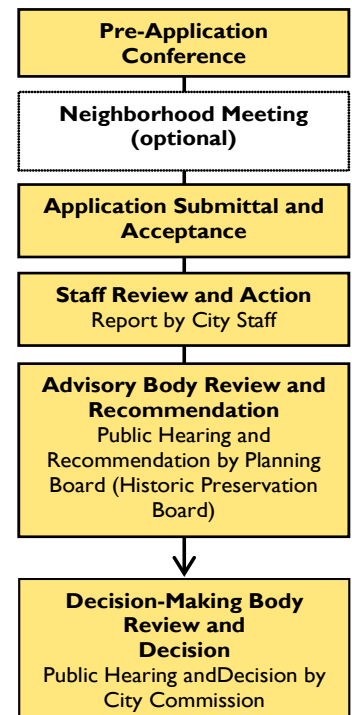 Pre-Application
Conference
Neighborhood Meeting
(optional)
Application Submittal and
Acceptance
Staff Review and Action
Report by City Staff
Advisory Body Review and
Recommendation
Public Hearing and
Recommendation by Planning
Board (Historic Preservation
Board)
Decision-Making Body
Review and
Decision
Public Hearing andDecision by
City Commission